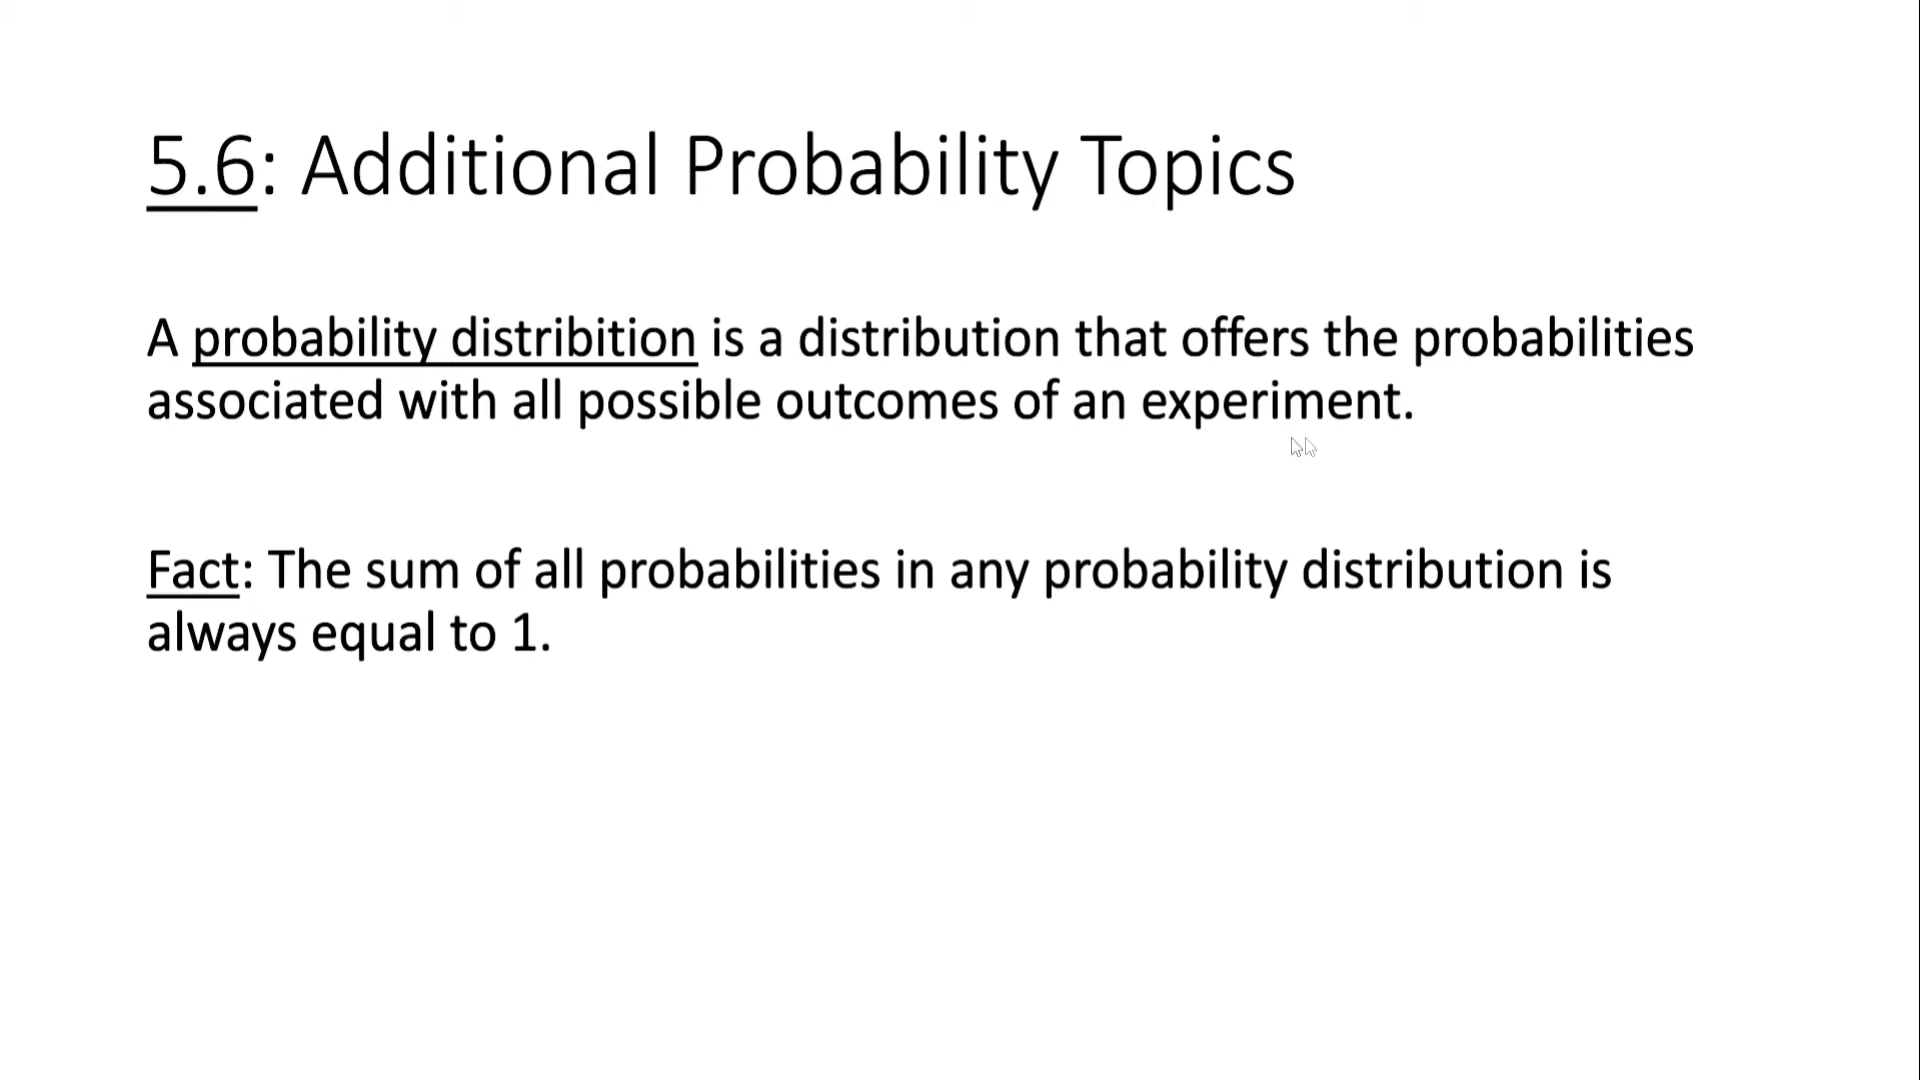 5.6: Additional Probability Topics
A probability distribition is a distribution that offers the probabilities
associated with all possible outcomes of an experiment.
Fact: The sum of all probabilities in any probability distribution is
always equal to 1.